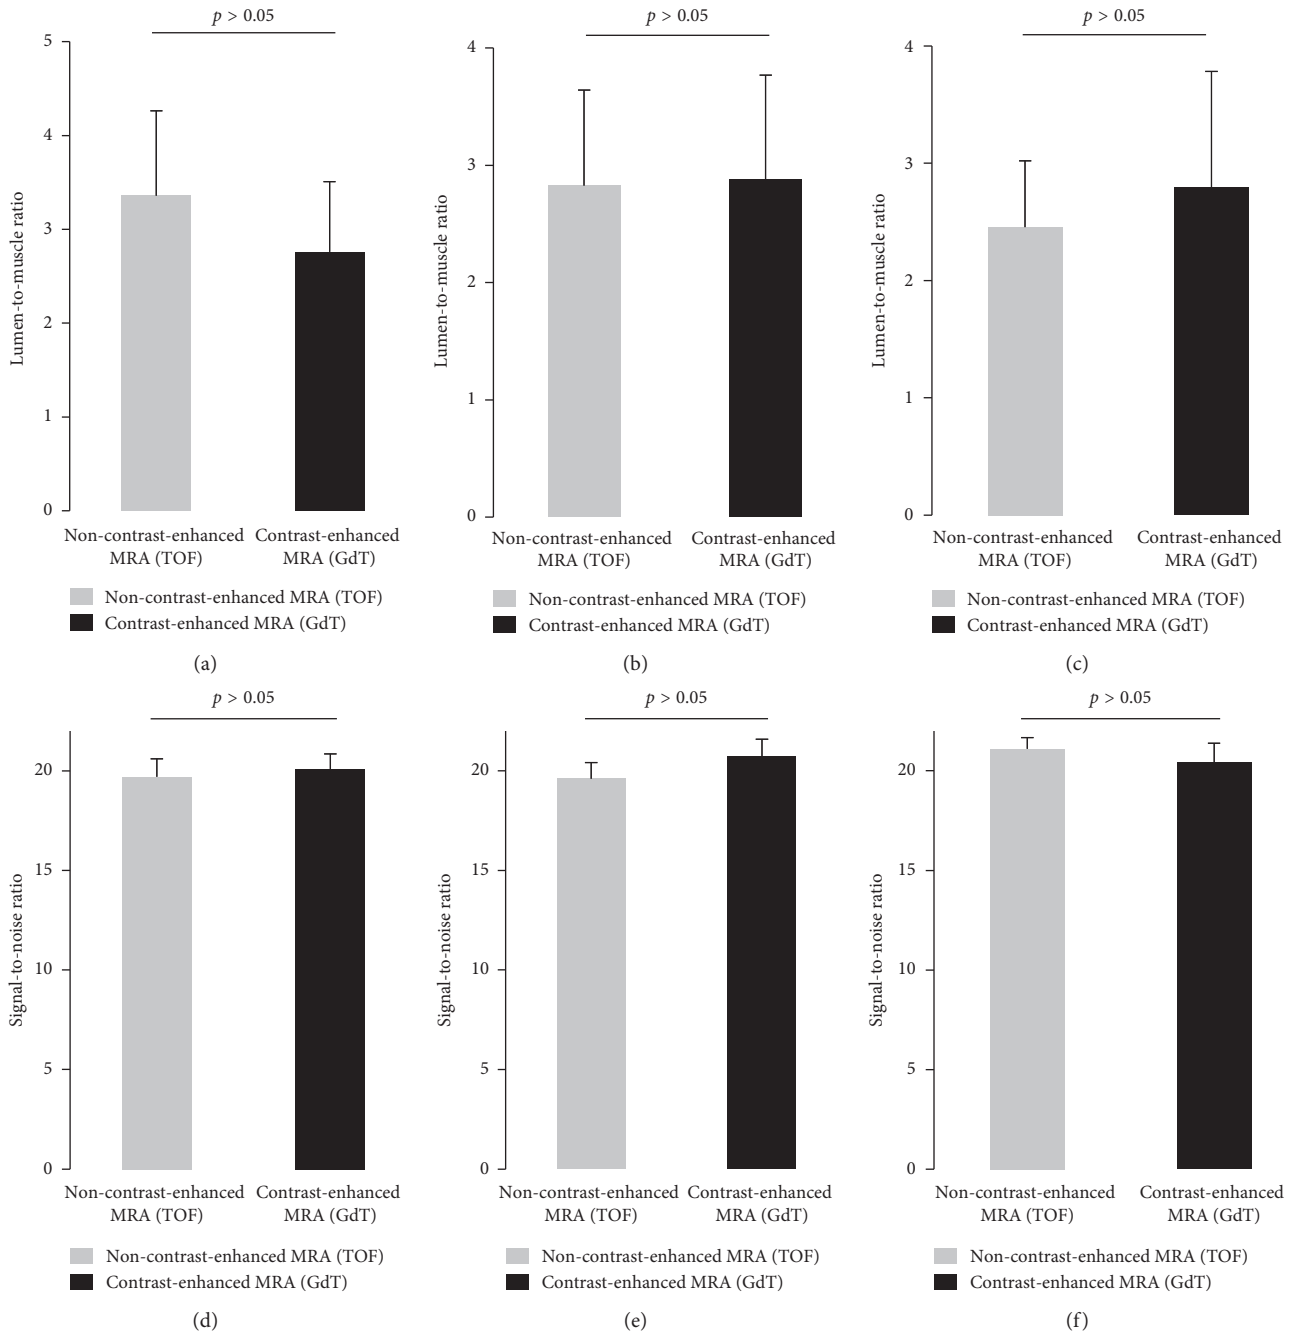 p > 0.05
5
4
3
2
1
0
Lumen-to-muscle ratio
Non-contrast-enhanced
MRA (TOF)
Contrast-enhanced
MRA (GdT)
Non-contrast-enhanced MRA (TOF)
Contrast-enhanced MRA (GdT)
(a)
p > 0.05
4
3
2
1
0
Lumen-to-muscle ratio
Non-contrast-enhanced
MRA (TOF)
Contrast-enhanced
MRA (GdT)
Non-contrast-enhanced MRA (TOF)
Contrast-enhanced MRA (GdT)
(b)
p > 0.05
4
3
2
1
0
Lumen-to-muscle ratio
Non-contrast-enhanced
MRA (TOF)
Contrast-enhanced
MRA (GdT)
Non-contrast-enhanced MRA (TOF)
Contrast-enhanced MRA (GdT)
(c)
p > 0.05
20
15
10
5
0
Signal-to-noise ratio
Non-contrast-enhanced
MRA (TOF)
Contrast-enhanced
MRA (GdT)
Non-contrast-enhanced MRA (TOF)
Contrast-enhanced MRA (GdT)
(d)
p > 0.05
20
15
10
5
0
Signal-to-noise ratio
Non-contrast-enhanced
MRA (TOF)
Contrast-enhanced
MRA (GdT)
Non-contrast-enhanced MRA (TOF)
Contrast-enhanced MRA (GdT)
(e)
p > 0.05
20
15
10
5
0
Signal-to-noise ratio
Non-contrast-enhanced
MRA (TOF)
Contrast-enhanced
MRA (GdT)
Non-contrast-enhanced MRA (TOF)
Contrast-enhanced MRA (GdT)
(f)